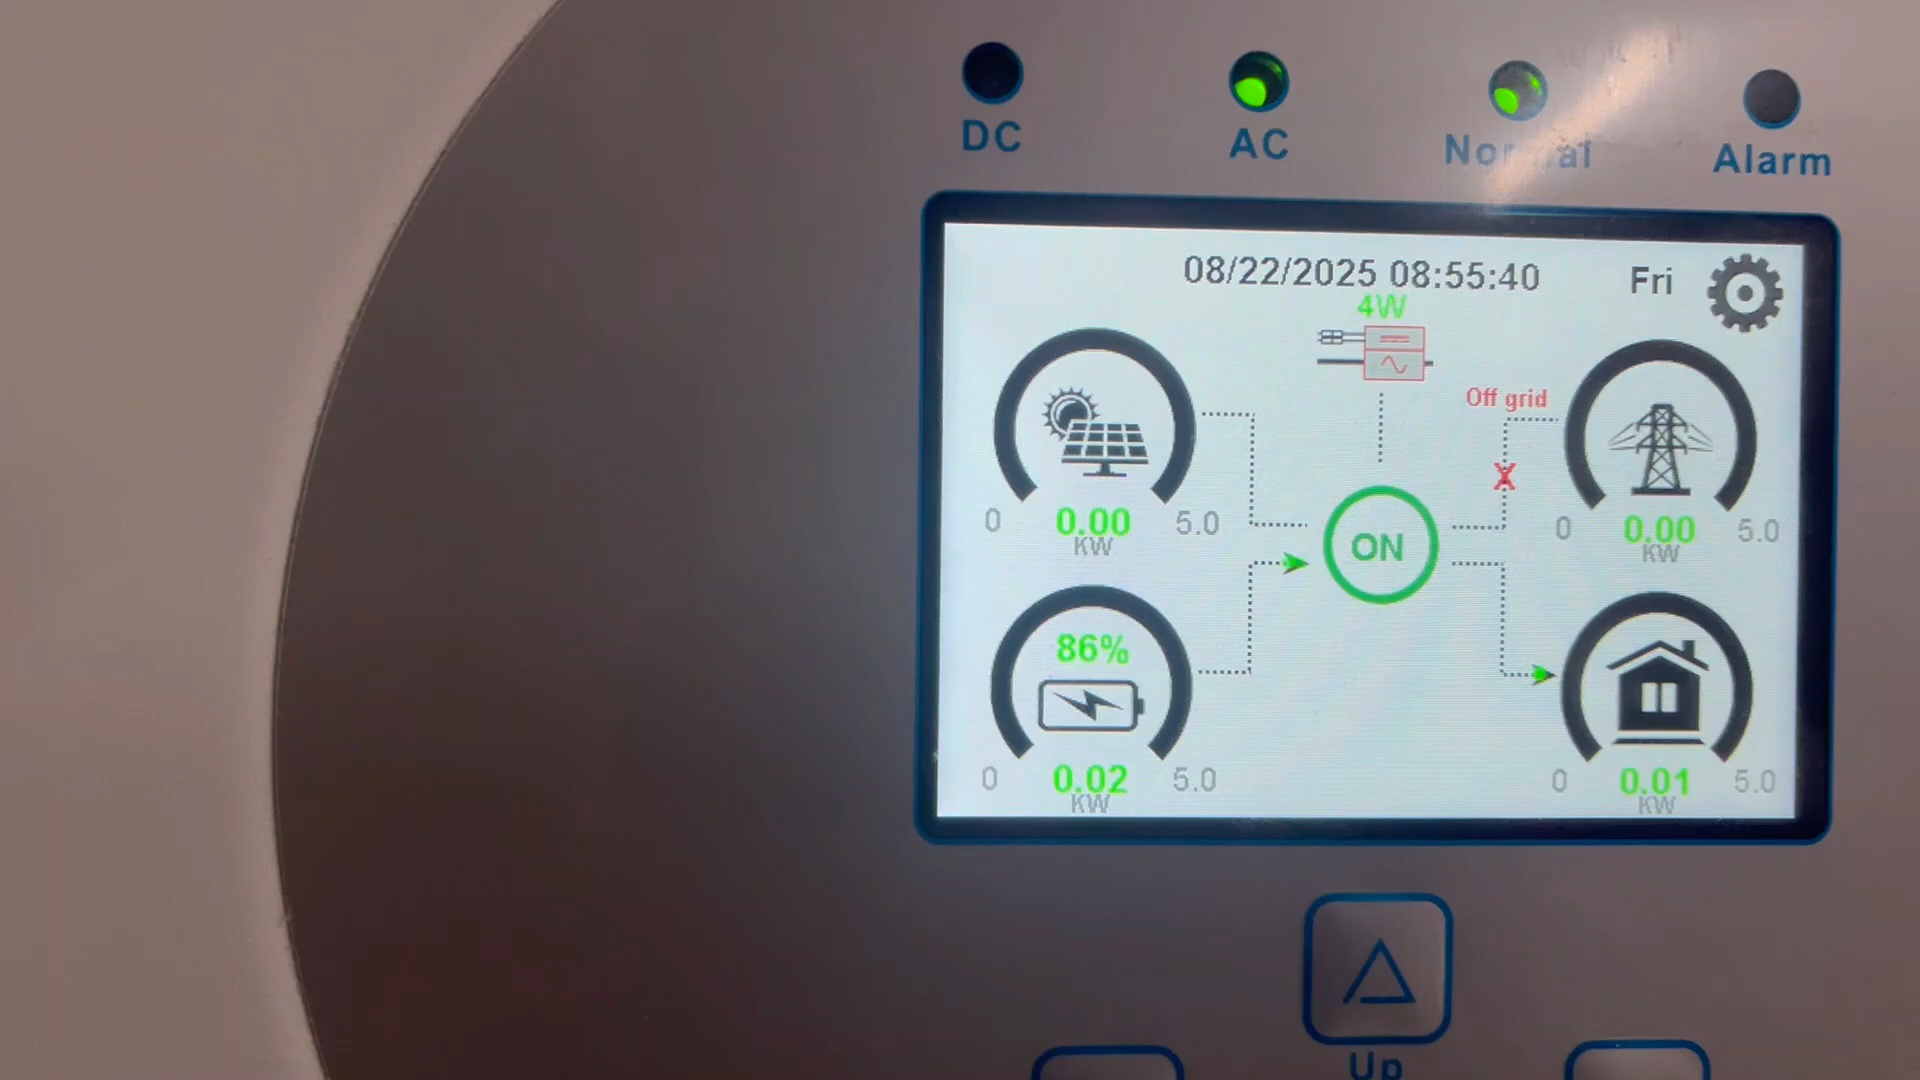 DC
AC
Normal
Alarm
08/22/2025 08:55:40 Fri
4W
Off grid
0 0.00 5.0
KW
0 0.00 5.0
KW
ON
86%
0 0.02 5.0
KW
0 0.01 5.0
KW
Up